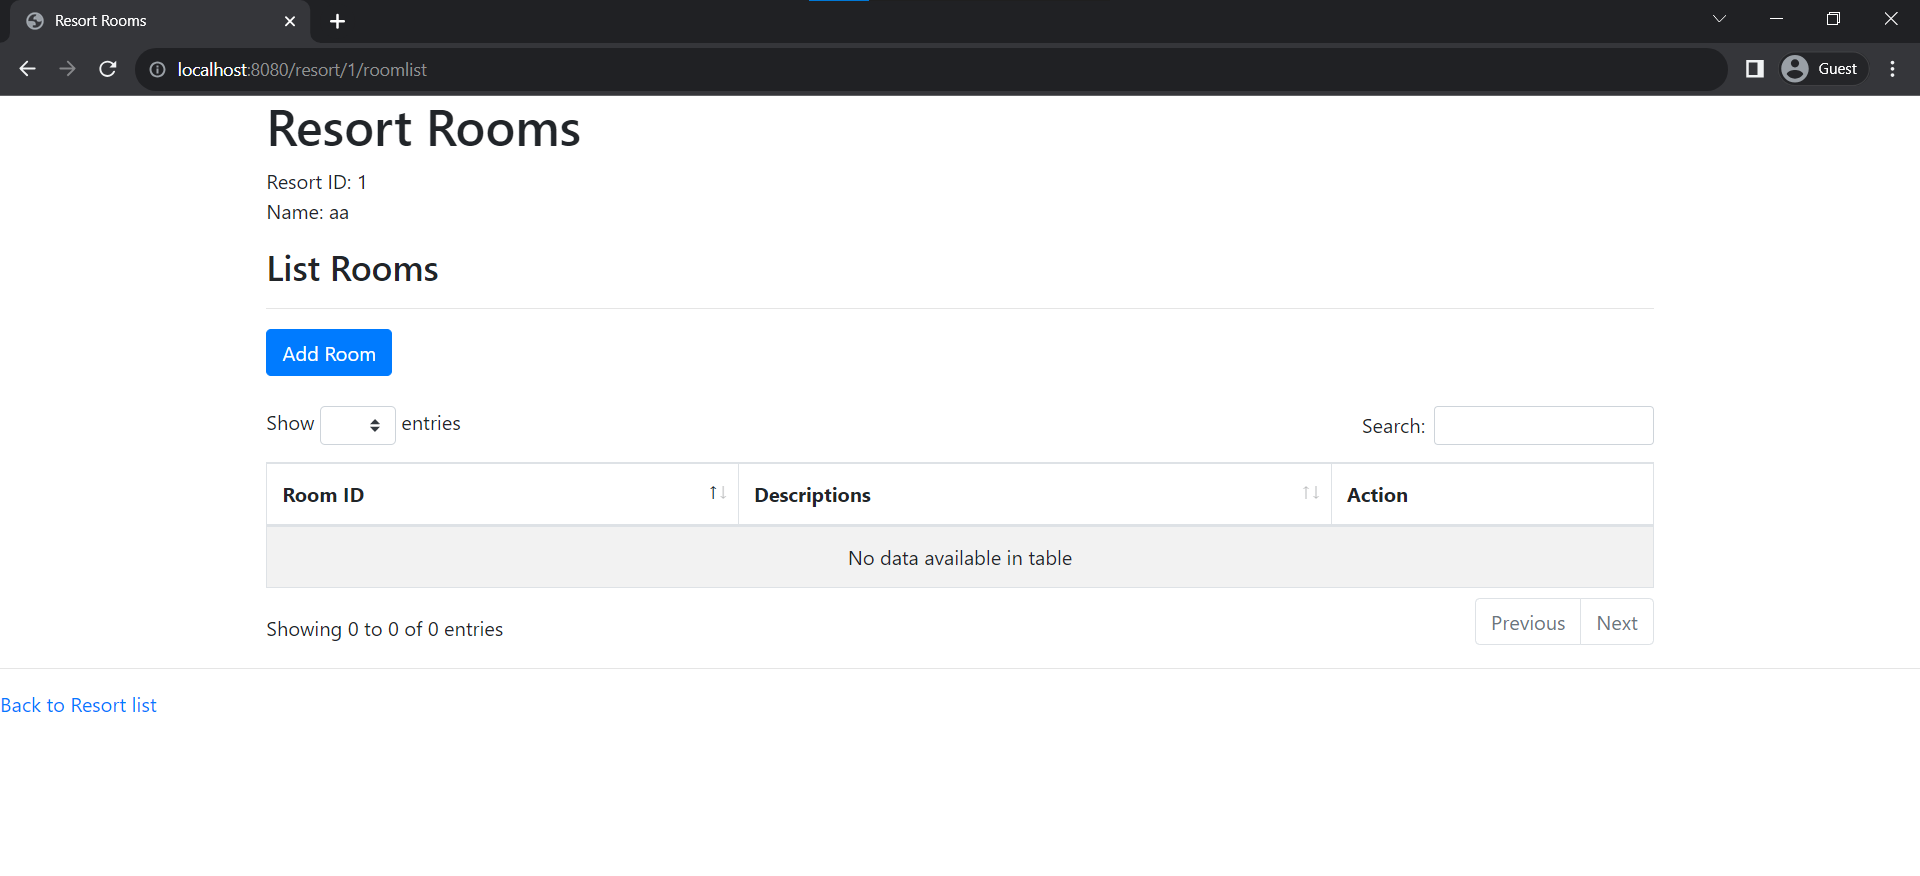 Resort Rooms
localhost:8080/resort/1/roomlist
Guest
Resort Rooms
Resort ID: 1
Name: aa
List Rooms
Add Room
Show entries
Search:
Room ID Descriptions Action
No data available in table
Showing 0 to 0 of 0 entries
Previous Next
Back to Resort list